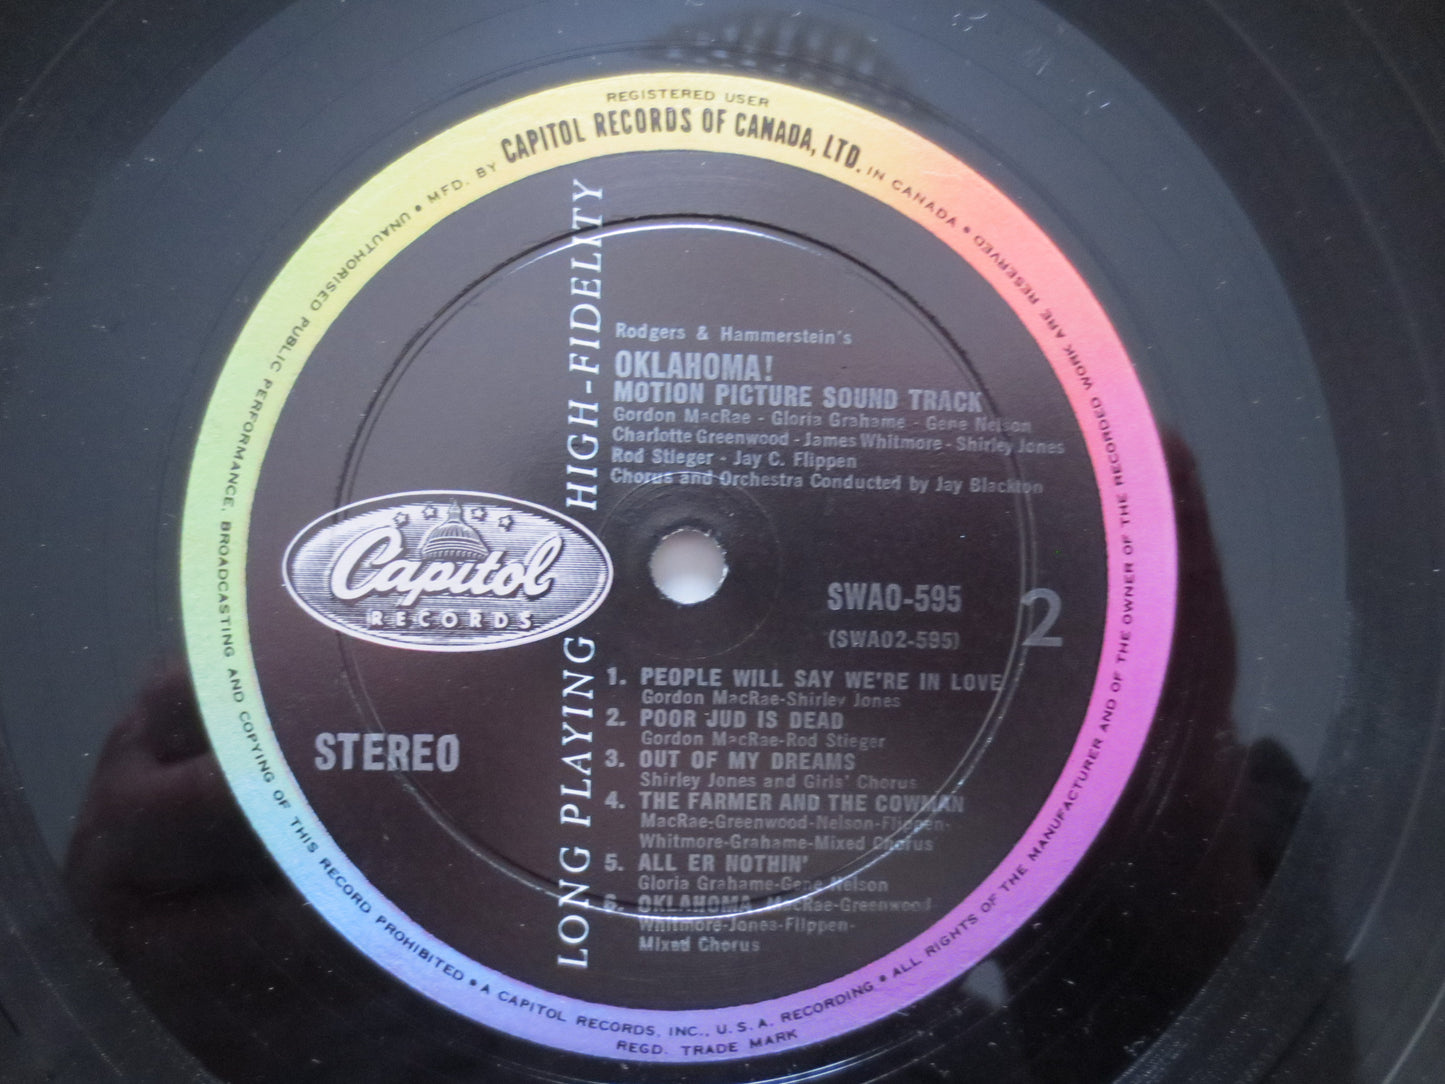 REGISTERED USER
MFD. BY CAPITOL RECORDS OF CANADA, LTD. IN CANADA •
ALL RIGHTS OF THE MANUFACTURER AND OF THE OWNER OF THE RECORDED WORK ARE RESERVED •
UNAUTHORISED PUBLIC PERFORMANCE, BROADCASTING AND COPYING OF THIS RECORD PROHIBITED •
A CAPITOL RECORDS, INC., U. S. A. RECORDING •
REGD. TRADE MARK
LONG PLAYING HIGH-FIDELITY
Capitol
RECORDS
STEREO
Rodgers & Hammerstein's
OKLAHOMA!
MOTION PICTURE SOUND TRACK
Gordon MacRae - Gloria Grahame - Gene Nelson
Charlotte Greenwood - James Whitmore - Shirley Jones
Rod Stieger - Jay C. Flippen
Chorus and Orchestra Conducted by Jay Blackton
SWAO-595
(SWAO2-595)
2
1. PEOPLE WILL SAY WE'RE IN LOVE
Gordon MacRae-Shirley Jones
2. POOR JUD IS DEAD
Gordon MacRae-Rod Stieger
3. OUT OF MY DREAMS
Shirley Jones and Girls' Chorus
4. THE FARMER AND THE COWMAN
MacRae-Greenwood-Nelson-Flippen-
Whitmore-Grahame-Mixed Chorus
5. ALL ER NOTHIN'
Gloria Grahame-Gene Nelson
6. OKLAHOMA MacRae-Greenwood
Whitmore-Jones-Flippen-
Mixed Chorus